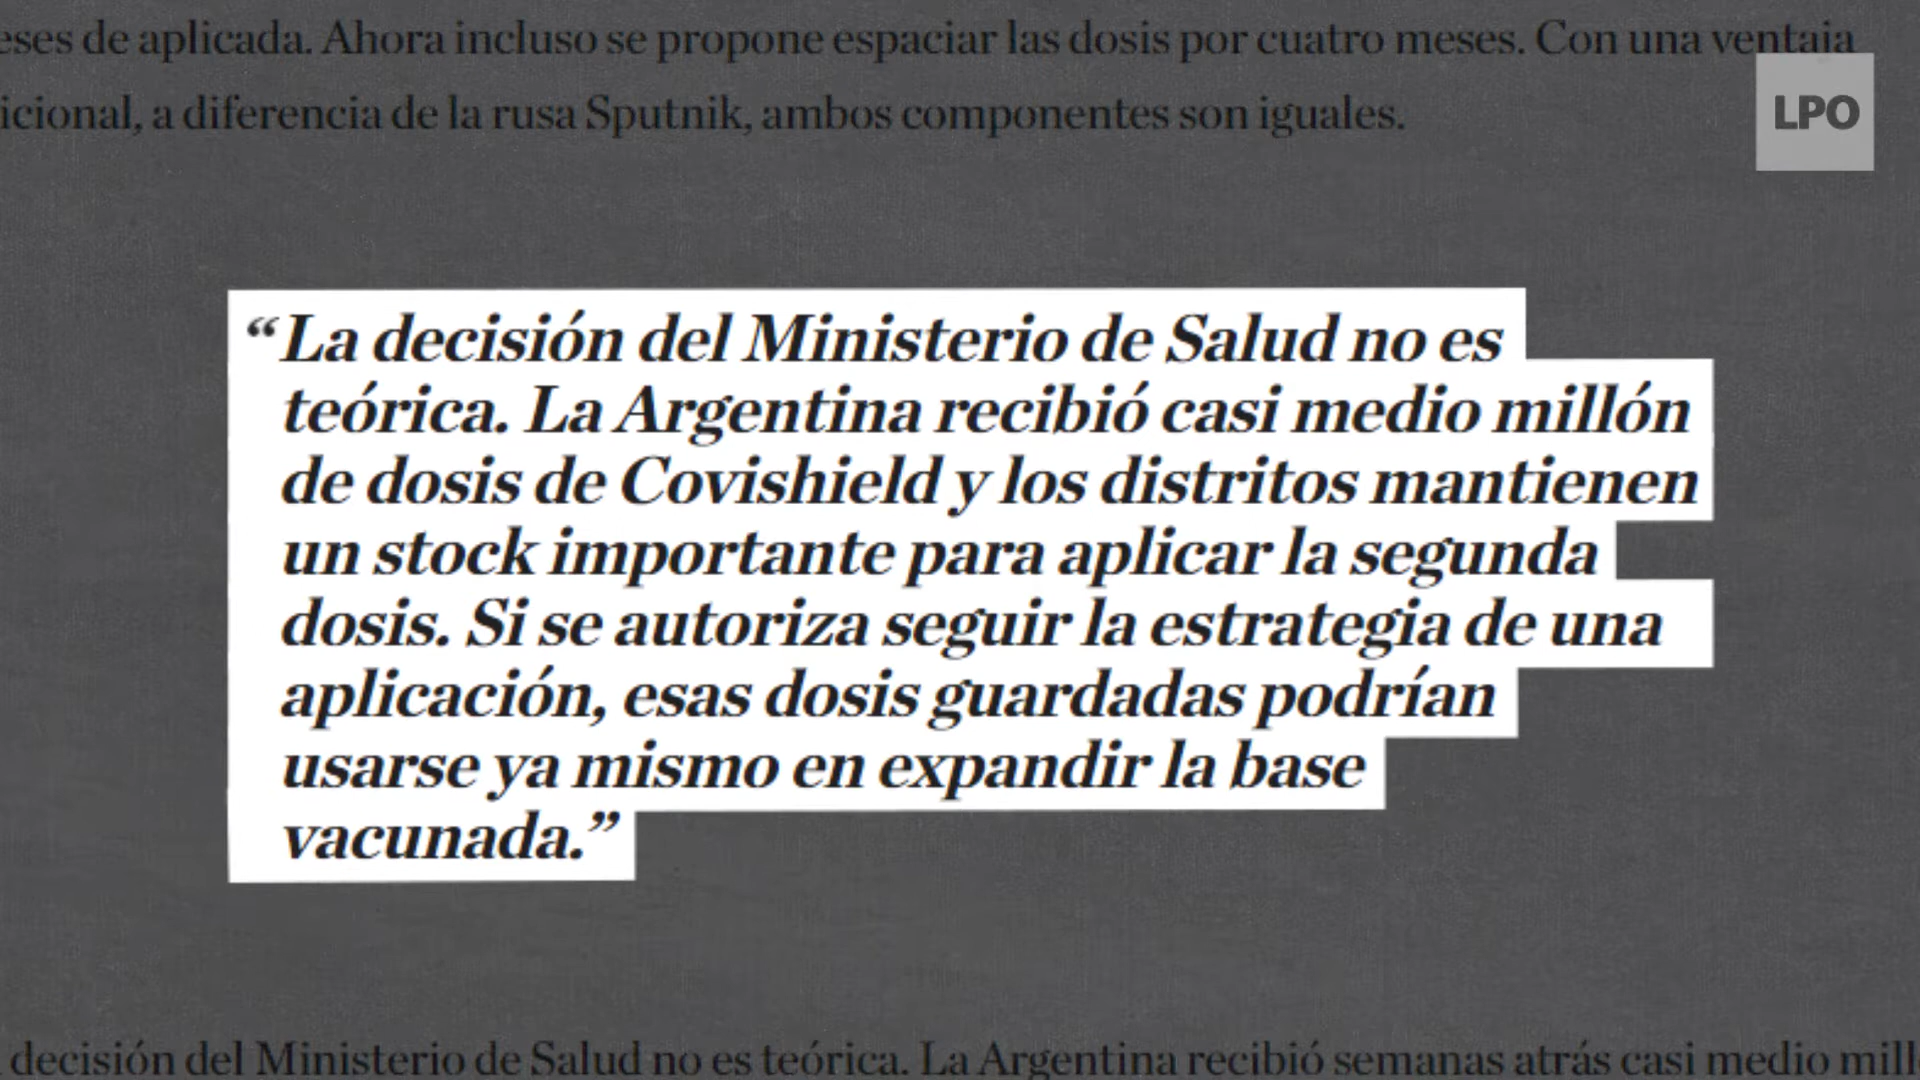 eses de aplicada. Ahora incluso se propone espaciar las dosis por cuatro meses. Con una ventaja
icional, a diferencia de la rusa Sputnik, ambos componentes son iguales.
LPO
“La decisión del Ministerio de Salud no es
teórica. La Argentina recibió casi medio millón
de dosis de Covishield y los distritos mantienen
un stock importante para aplicar la segunda
dosis. Si se autoriza seguir la estrategia de una
aplicación, esas dosis guardadas podrían
usarse ya mismo en expandir la base
vacunada.”
decisión del Ministerio de Salud no es teórica. La Argentina recibió semanas atrás casi medio mill